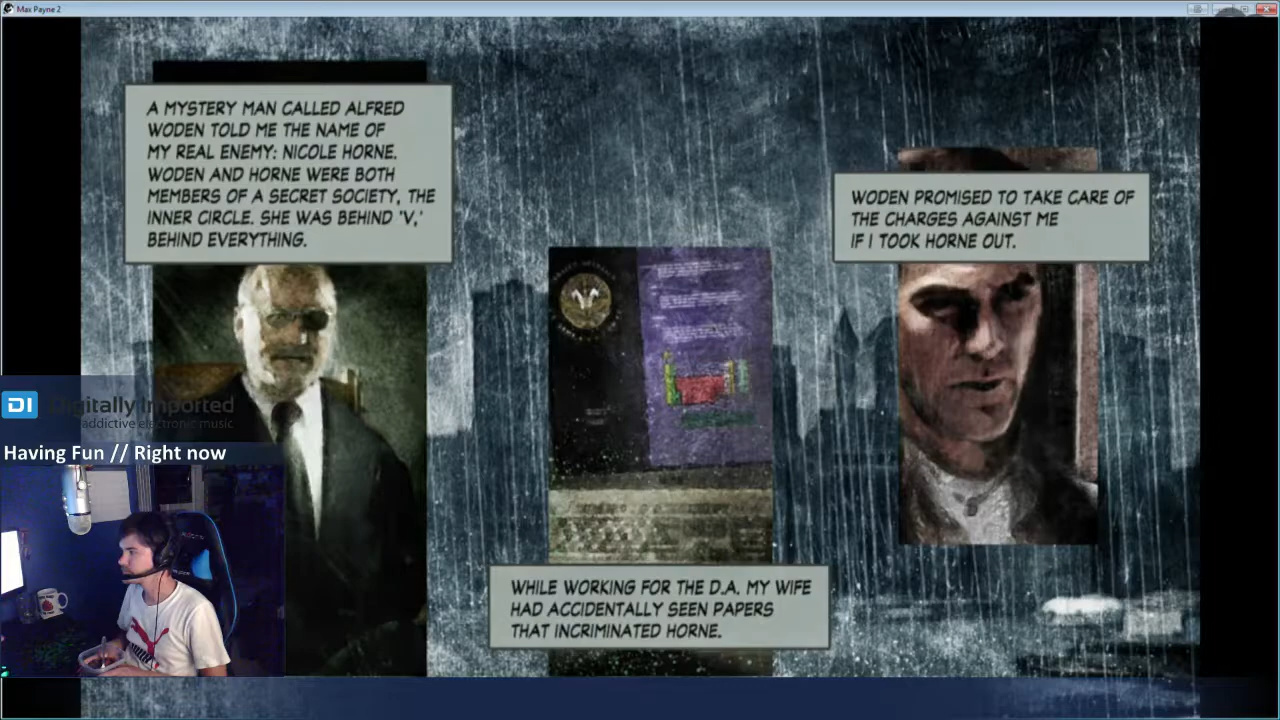 Max Payne 2
A MYSTERY MAN CALLED ALFRED
WODEN TOLD ME THE NAME OF
MY REAL ENEMY: NICOLE HORNE.
WODEN AND HORNE WERE BOTH
MEMBERS OF A SECRET SOCIETY, THE
INNER CIRCLE. SHE WAS BEHIND 'V,'
BEHIND EVERYTHING.
WHILE WORKING FOR THE D.A. MY WIFE
HAD ACCIDENTALLY SEEN PAPERS
THAT INCRIMINATED HORNE.
WODEN PROMISED TO TAKE CARE OF
THE CHARGES AGAINST ME
IF I TOOK HORNE OUT.
DI Digitally Imported
addictive electronic music
Having Fun // Right now